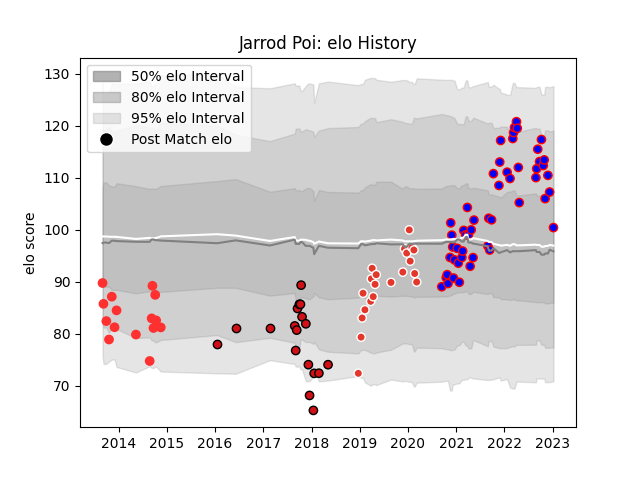 Jarrod Poi: elo History
50% elo Interval
80% elo Interval
95% elo Interval
Post Match elo
elo score
130
120
110
100
90
80
70
2014 2015 2016 2017 2018 2019 2020 2021 2022 2023